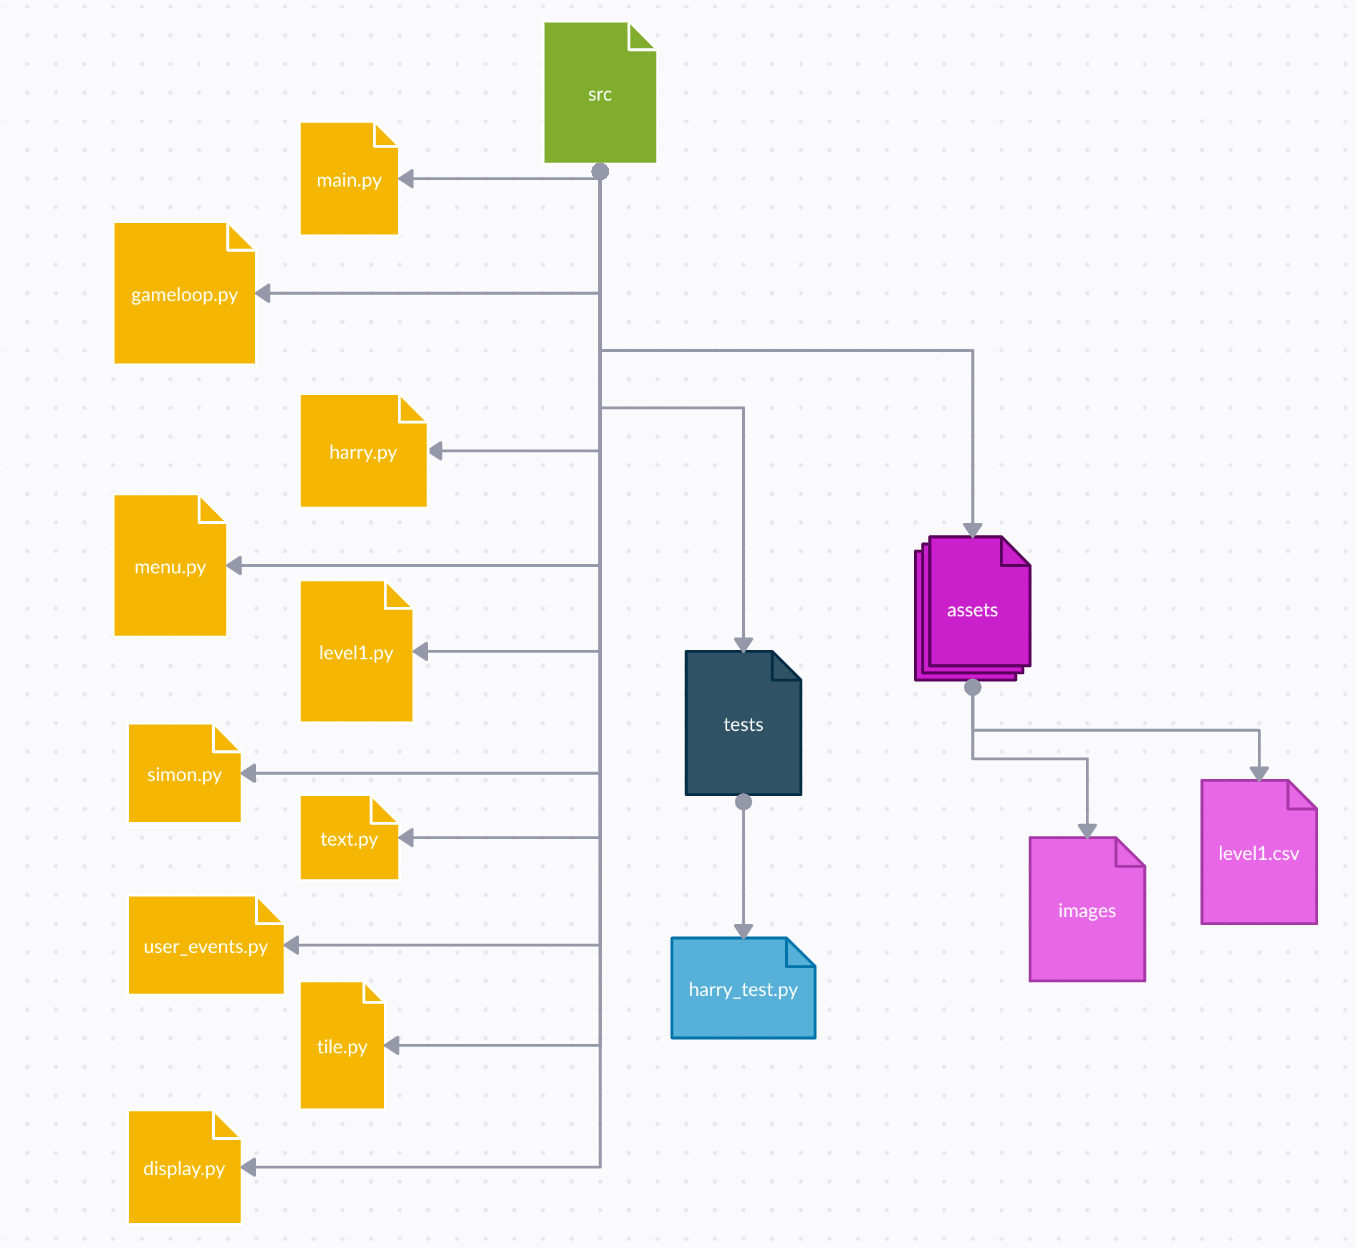 src
main.py
gameloop.py
harry.py
menu.py
level1.py
simon.py
text.py
user_events.py
tile.py
display.py
tests
harry_test.py
assets
images
level1.csv